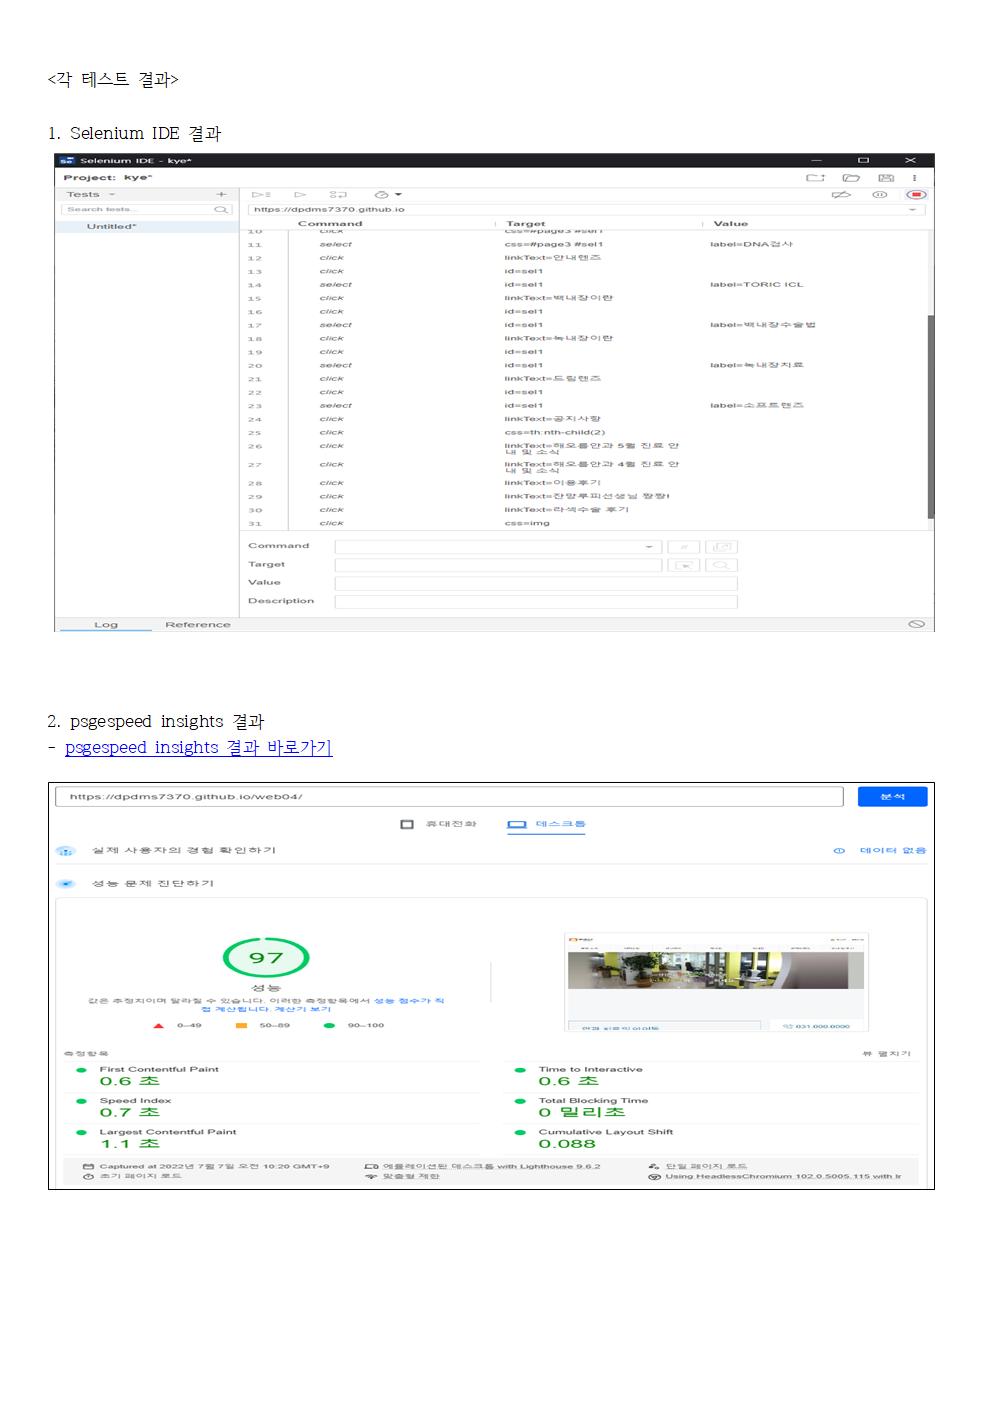 <각 테스트 결과>
1. Selenium IDE 결과
Selenium IDE - kye*
Project: kye*
Tests
Search tests...
https://dpdms7370.github.io
Untitled*
Command Target Value
10 click css=#page3 #sel1
11 select css=#page3 #sel1 label=DNA검사
12 click linkText=안내렌즈
13 click id=sel1
14 select id=sel1 label=TORIC ICL
15 click linkText=백내장이란
16 click id=sel1
17 select id=sel1 label=백내장수술법
18 click linkText=녹내장이란
19 click id=sel1
20 select id=sel1 label=녹내장치료
21 click linkText=드림렌즈
22 click id=sel1
23 select id=sel1 label=소프트렌즈
24 click linkText=공지사항
25 click css=th:nth-child(2)
26 click linkText=해오름안과 5월 진료 안
내 및 소식
27 click linkText=해오름안과 4월 진료 안
내 및 소식
28 click linkText=이용후기
29 click linkText=잔망루피선생님 짱짱!
30 click linkText=라섹수술 후기
31 click css=img
Command
Target
Value
Description
Log Reference
2. psgespeed insights 결과
- psgespeed insights 결과 바로가기
https://dpdms7370.github.io/web04/ 분석
휴대전화 데스크톱
실제 사용자의 경험 확인하기 데이터 없음
성능 문제 진단하기
97
성능
값은 추정치이며 달라질 수 있습니다. 이러한 측정항목에서 성능 점수가 직
접 계산됩니다. 계산기 보기
0–49 50–89 90–100
031.000.0000
측정항목 뷰 펼치기
First Contentful Paint Time to Interactive
0.6 초 0.6 초
Speed Index Total Blocking Time
0.7 초 0 밀리초
Largest Contentful Paint Cumulative Layout Shift
1.1 초 0.088
Captured at 2022년 7월 7일 오전 10:20 GMT+9 에뮬레이션된 데스크톱 with Lighthouse 9.6.2 단일 페이지 로드
초기 페이지 로드 맞춤형 제한 Using HeadlessChromium 102.0.5005.115 with lr